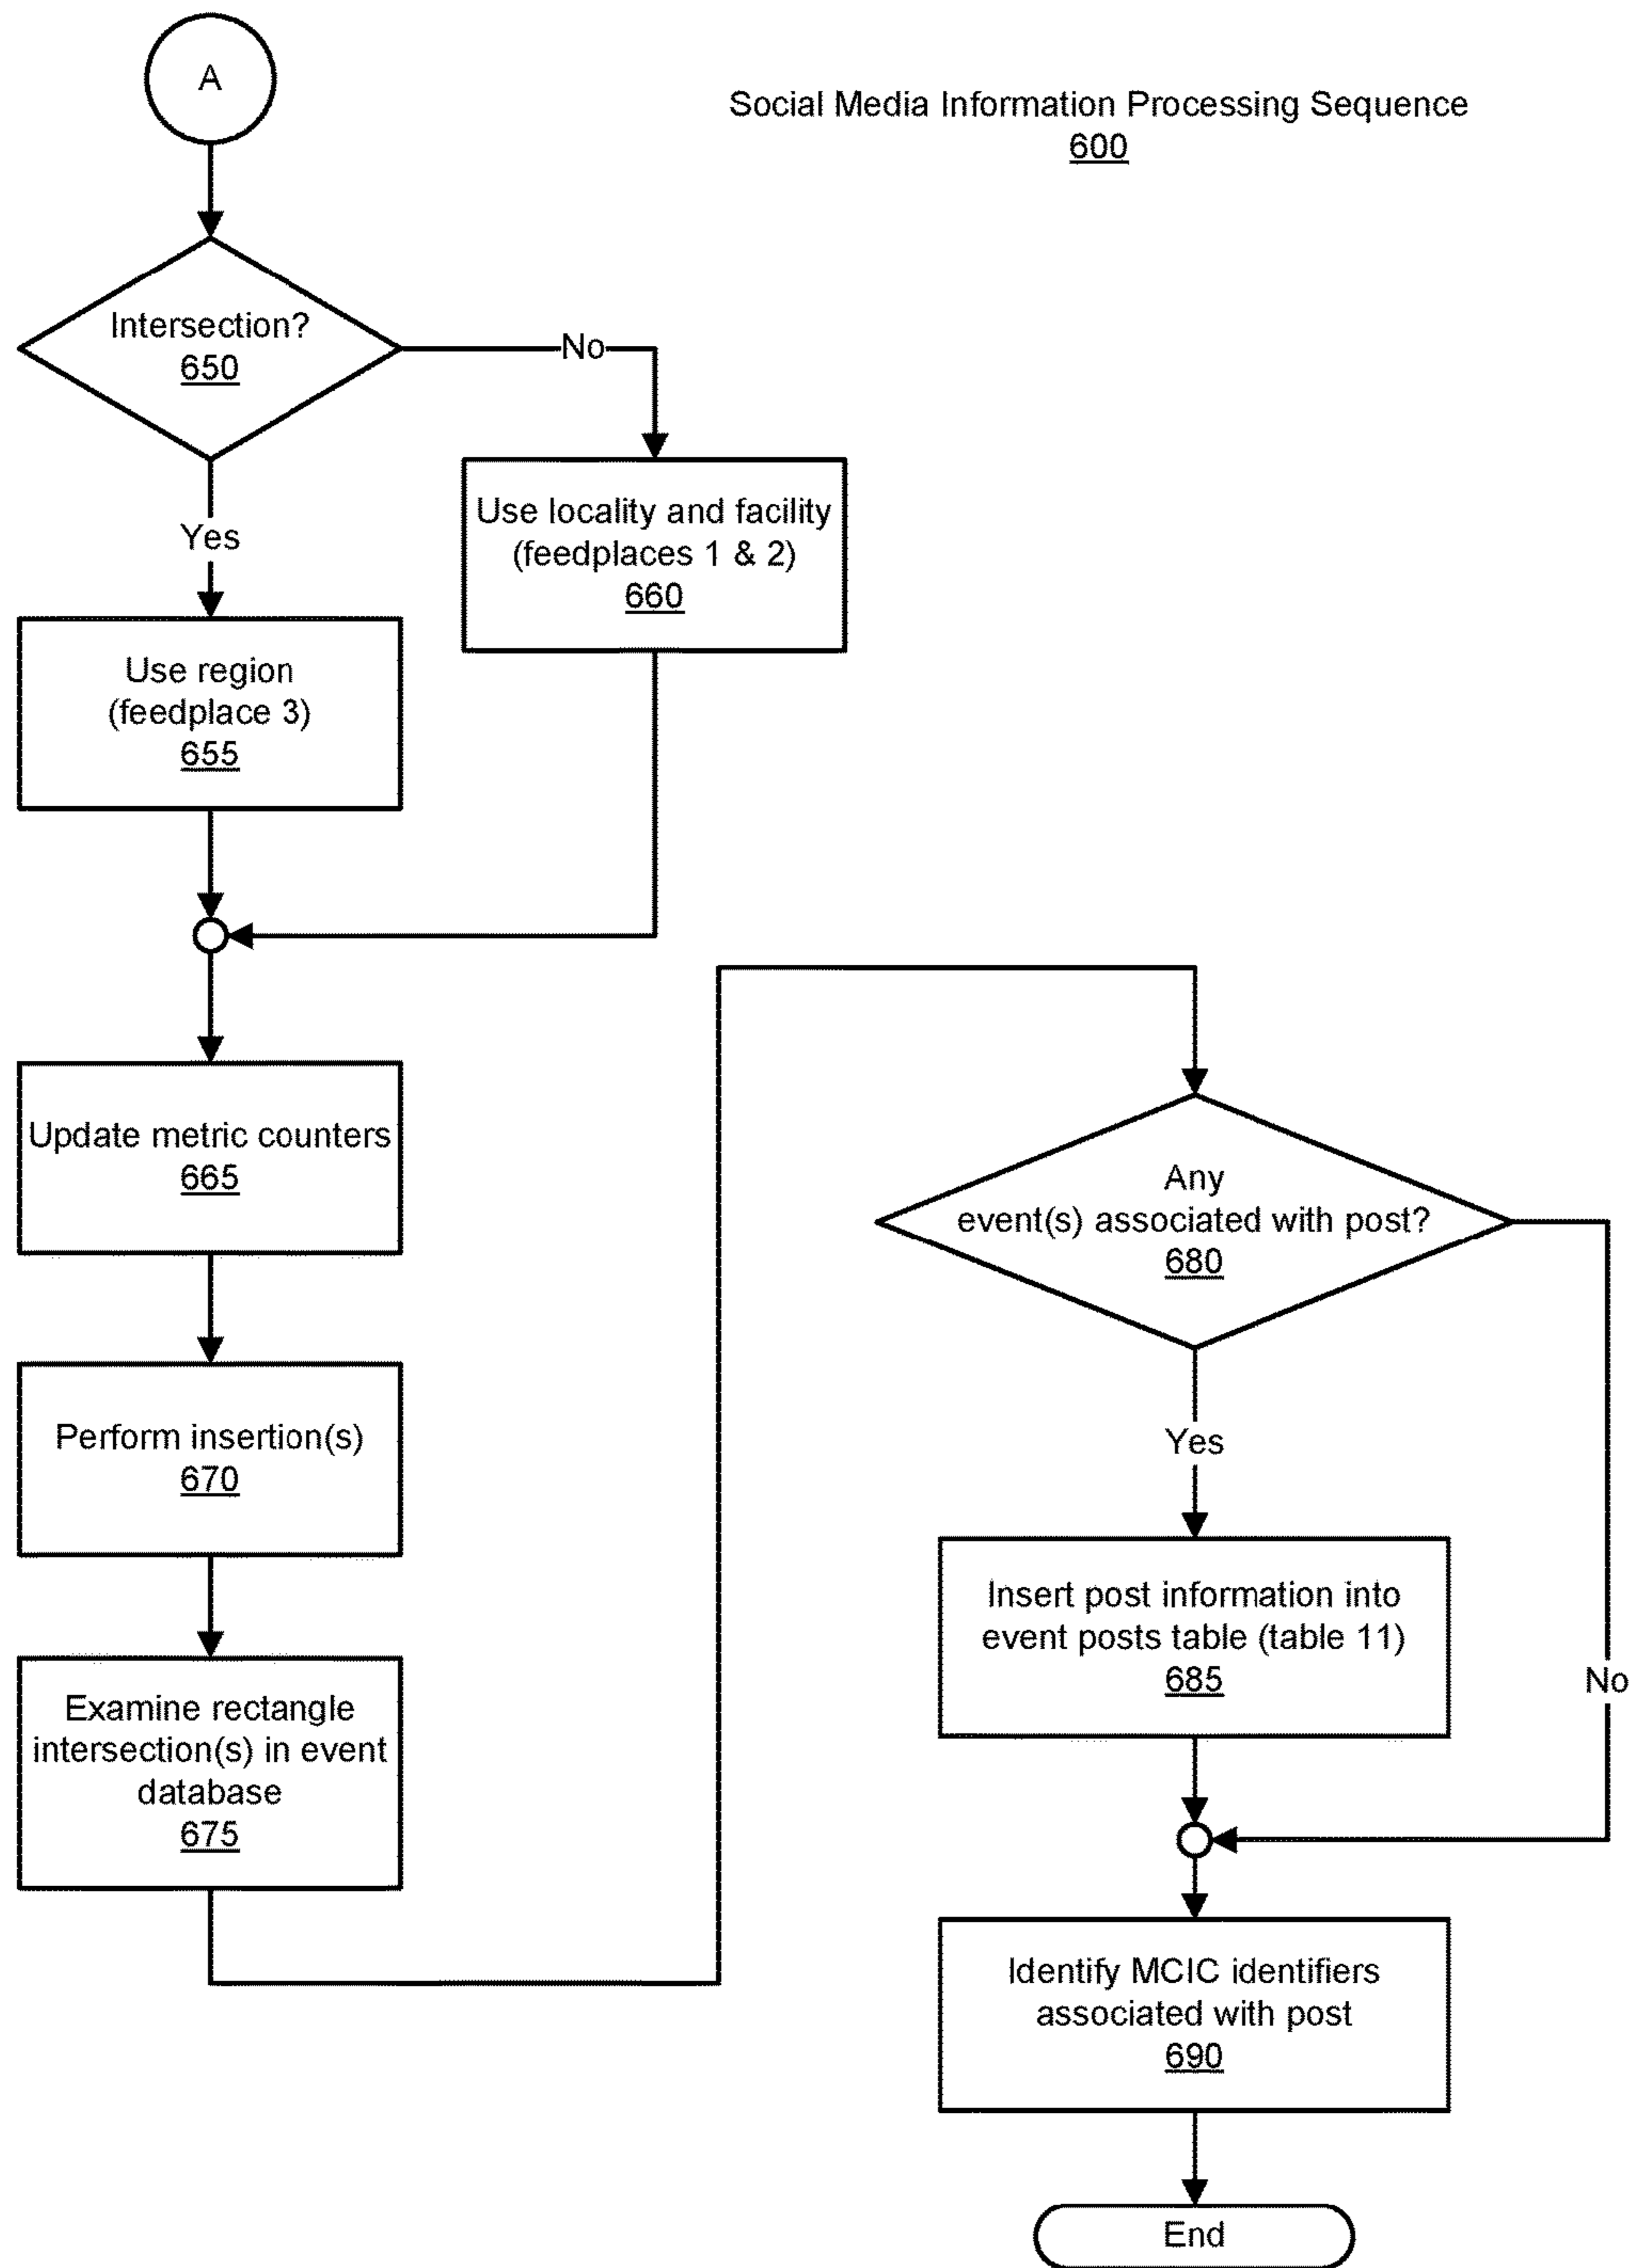 A
Social Media Information Processing Sequence
600
Intersection?
650
No
Yes
Use locality and facility
(feedplaces 1 & 2)
660
Use region
(feedplace 3)
655
Update metric counters
665
Perform insertion(s)
670
Examine rectangle
intersection(s) in event
database
675
Any
event(s) associated with post?
680
Yes
No
Insert post information into
event posts table (table 11)
685
Identify MCIC identifiers
associated with post
690
End